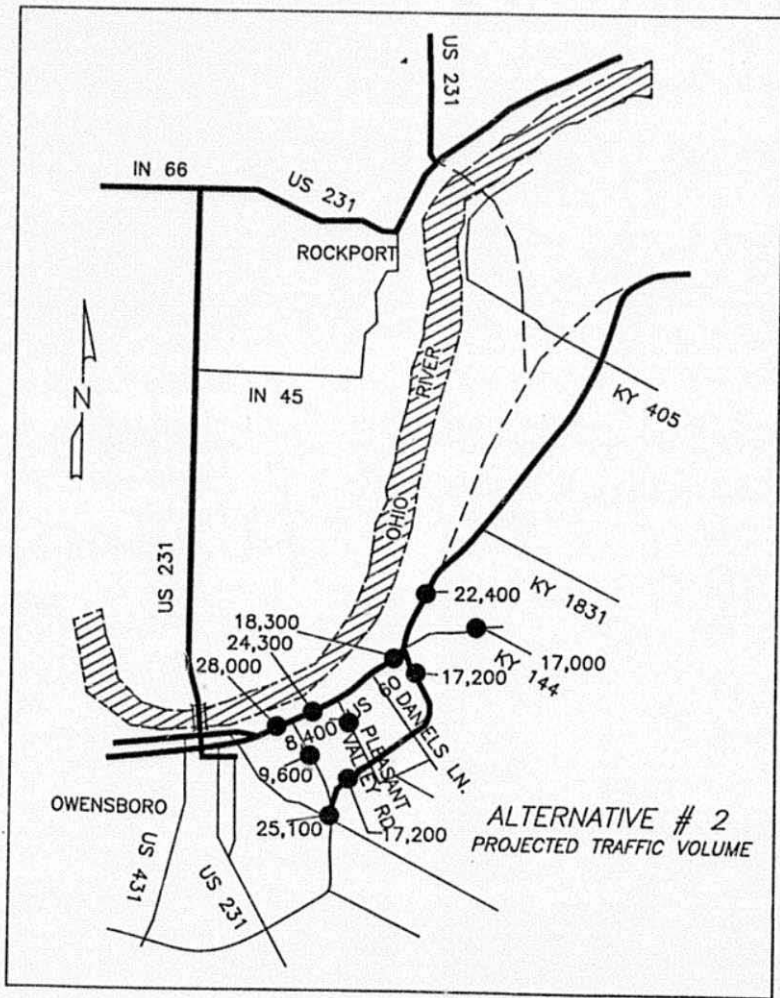 US 231
IN 66
US 231
ROCKPORT
N
IN 45
RIVER
OHIO
KY 405
US 231
22,400
KY 1831
18,300
24,300
28,000
17,000
KY 144
17,200
US 60
DANIELS LN.
8,400
PLEASANT
VALLEY RD.
9,600
OWENSBORO
25,100
17,200
US 431
US 231
ALTERNATIVE # 2
PROJECTED TRAFFIC VOLUME